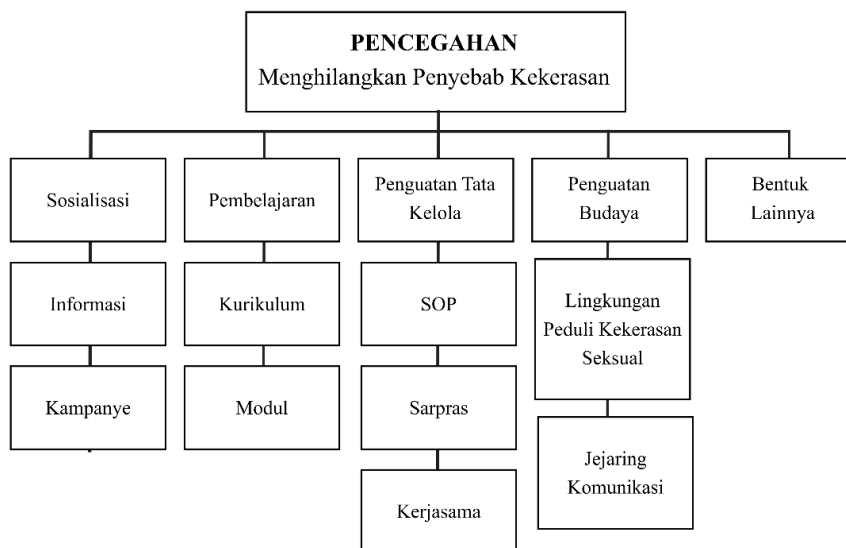 PENCEGAHAN
Menghilangkan Penyebab Kekerasan
Sosialisasi
Informasi
Kampanye
Pembelajaran
Kurikulum
Modul
Penguatan Tata
Kelola
SOP
Sarpras
Kerjasama
Penguatan
Budaya
Lingkungan
Peduli Kekerasan
Seksual
Jejaring
Komunikasi
Bentuk
Lainnya